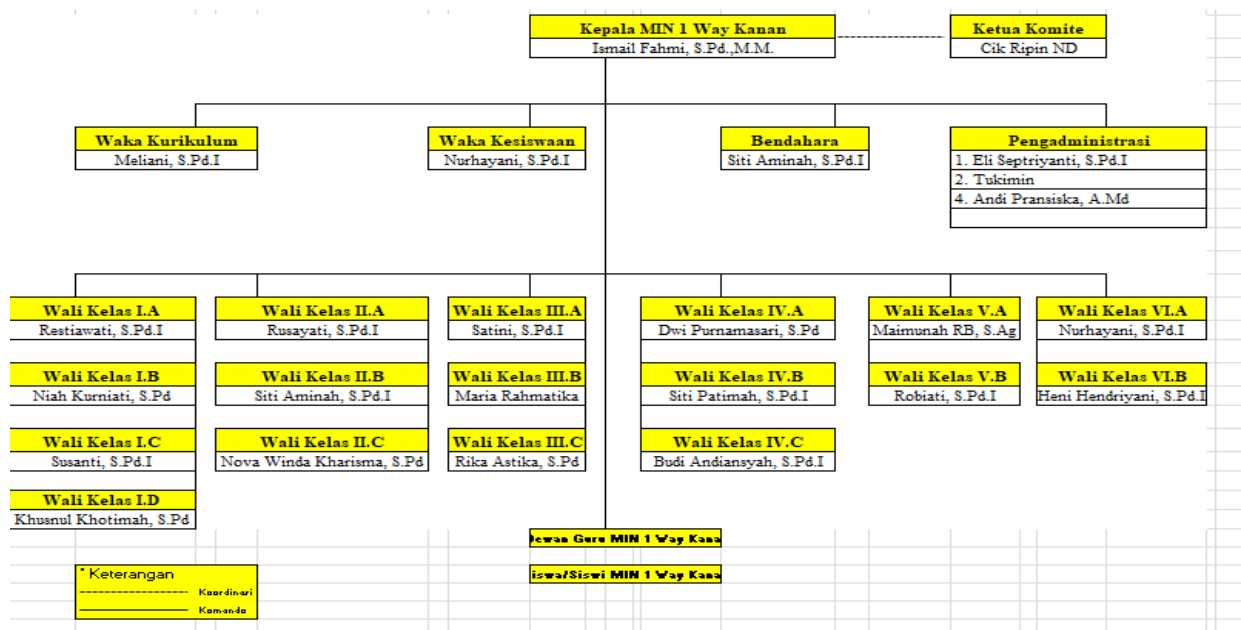 Kepala MIN 1 Way Kanan
Ismail Fahmi, S.Pd.,M.M.
Ketua Komite
Cik Ripin ND
Waka Kurikulum
Meliani, S.Pd.I
Waka Kesiswaan
Nurhayani, S.Pd.I
Bendahara
Siti Aminah, S.Pd.I
Pengadministrasi
1. Eli Septriyanti, S.Pd.I
2. Tukimin
4. Andi Pransiska, A.Md
Wali Kelas I.A
Restiawati, S.Pd.I
Wali Kelas II.A
Rusayati, S.Pd.I
Wali Kelas III.A
Satini, S.Pd.I
Wali Kelas IV.A
Dwi Purnamasari, S.Pd
Wali Kelas V.A
Maimunah RB, S.Ag
Wali Kelas VI.A
Nurhayani, S.Pd.I
Wali Kelas I.B
Niah Kurniati, S.Pd
Wali Kelas II.B
Siti Aminah, S.Pd.I
Wali Kelas III.B
Maria Rahmatika
Wali Kelas IV.B
Siti Patimah, S.Pd.I
Wali Kelas V.B
Robiati, S.Pd.I
Wali Kelas VI.B
Heni Hendriyani, S.Pd.I
Wali Kelas I.C
Susanti, S.Pd.I
Wali Kelas II.C
Nova Winda Kharisma, S.Pd
Wali Kelas III.C
Rika Astika, S.Pd
Wali Kelas IV.C
Budi Andiansyah, S.Pd.I
Wali Kelas I.D
Khusnul Khotimah, S.Pd
ewan Guru MIN 1 Way Kana
iswa/Siswi MIN 1 Way Kana
* Keterangan
Koordinasi
Komando